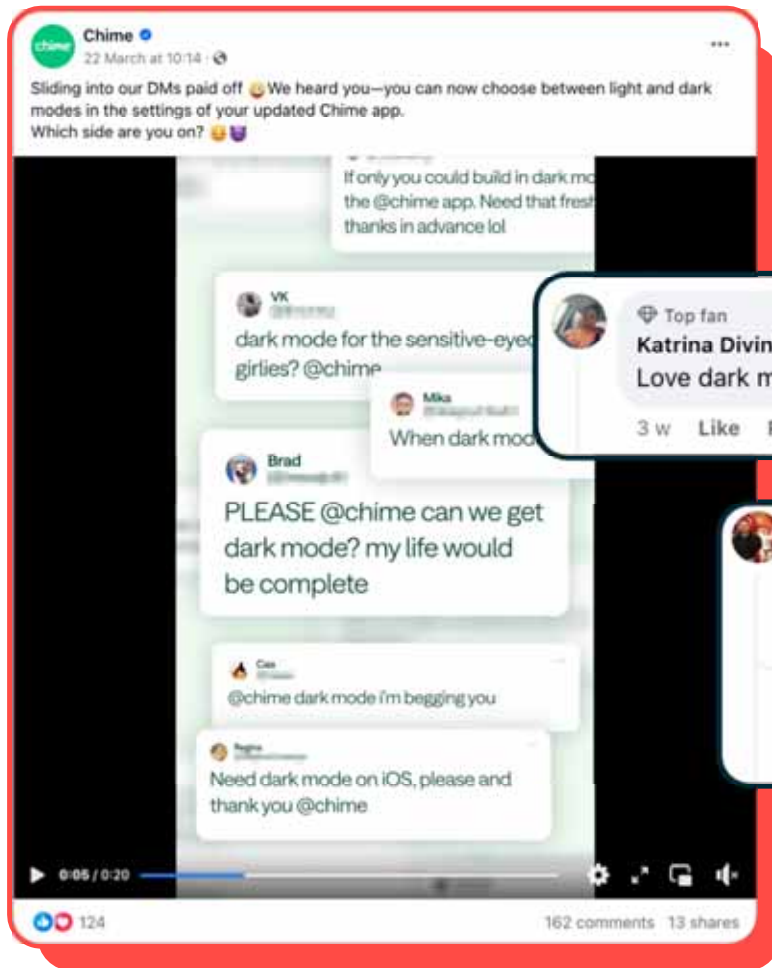 chime
Chime
22 March at 10:14 ·
Sliding into our DMs paid off 😄We heard you—you can now choose between light and dark
modes in the settings of your updated Chime app.
Which side are you on? 😇😈
If only you could build in dark mo
the @chime app. Need that fresh
thanks in advance lol
VK
dark mode for the sensitive-eyed
girlies? @chime
Mika
When dark mod
Brad
PLEASE @chime can we get
dark mode? my life would
be complete
Cas
@chime dark mode i'm begging you
Regina
Need dark mode on iOS, please and
thank you @chime
Top fan
Katrina Divin
Love dark m
3 w Like
0:05 / 0:20
124
162 comments 13 shares